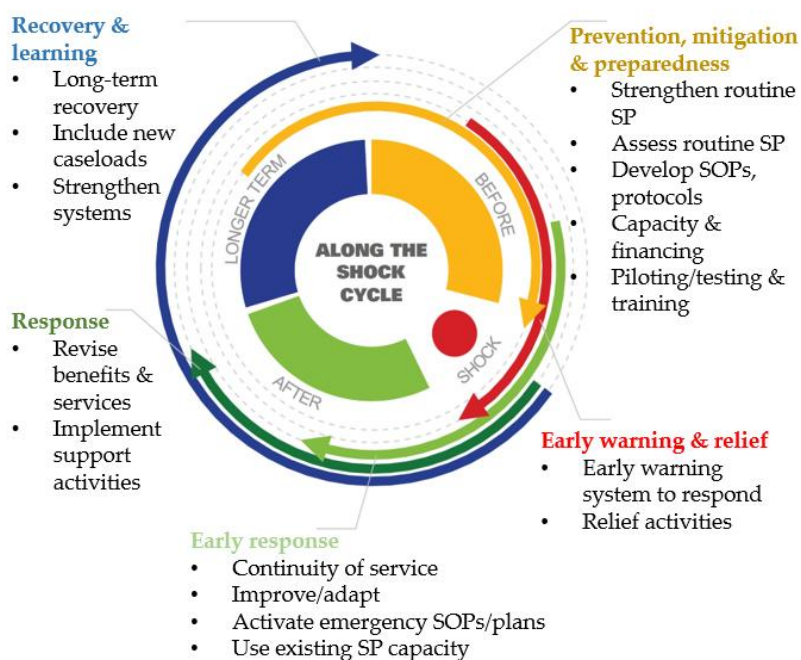 Recovery &
learning
• Long-term
recovery
• Include new
caseloads
• Strengthen
systems
Prevention, mitigation
& preparedness
• Strengthen routine
SP
• Assess routine SP
• Develop SOPs,
protocols
• Capacity &
financing
• Piloting/testing &
training
LONGER TERM
BEFORE
ALONG THE
SHOCK
CYCLE
SHOCK
AFTER
Response
• Revise
benefits &
services
• Implement
support
activities
Early warning & relief
• Early warning
system to respond
• Relief activities
Early response
• Continuity of service
• Improve/adapt
• Activate emergency SOPs/plans
• Use existing SP capacity